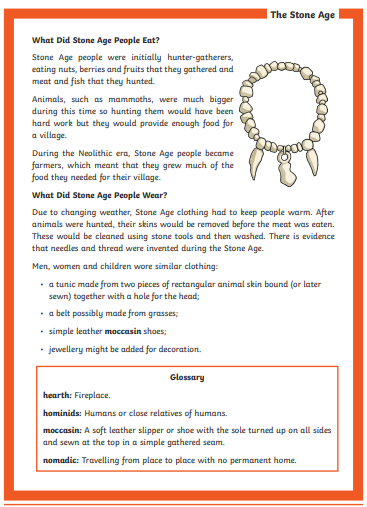 The Stone Age
What Did Stone Age People Eat?
Stone Age people were initially hunter-gatherers,
eating nuts, berries and fruits that they gathered and
meat and fish that they hunted.
Animals, such as mammoths, were much bigger
during this time so hunting them would have been
hard work but they would provide enough food for
a village.
During the Neolithic era, Stone Age people became
farmers, which meant that they grew much of the
food they needed for their village.
What Did Stone Age People Wear?
Due to changing weather, Stone Age clothing had to keep people warm. After
animals were hunted, their skins would be removed before the meat was eaten.
These would be cleaned using stone tools and then washed. There is evidence
that needles and thread were invented during the Stone Age.
Men, women and children wore similar clothing:
• a tunic made from two pieces of rectangular animal skin bound (or later
sewn) together with a hole for the head;
• a belt possibly made from grasses;
• simple leather moccasin shoes;
• jewellery might be added for decoration.
Glossary
hearth: Fireplace.
hominids: Humans or close relatives of humans.
moccasin: A soft leather slipper or shoe with the sole turned up on all sides
and sewn at the top in a simple gathered seam.
nomadic: Travelling from place to place with no permanent home.